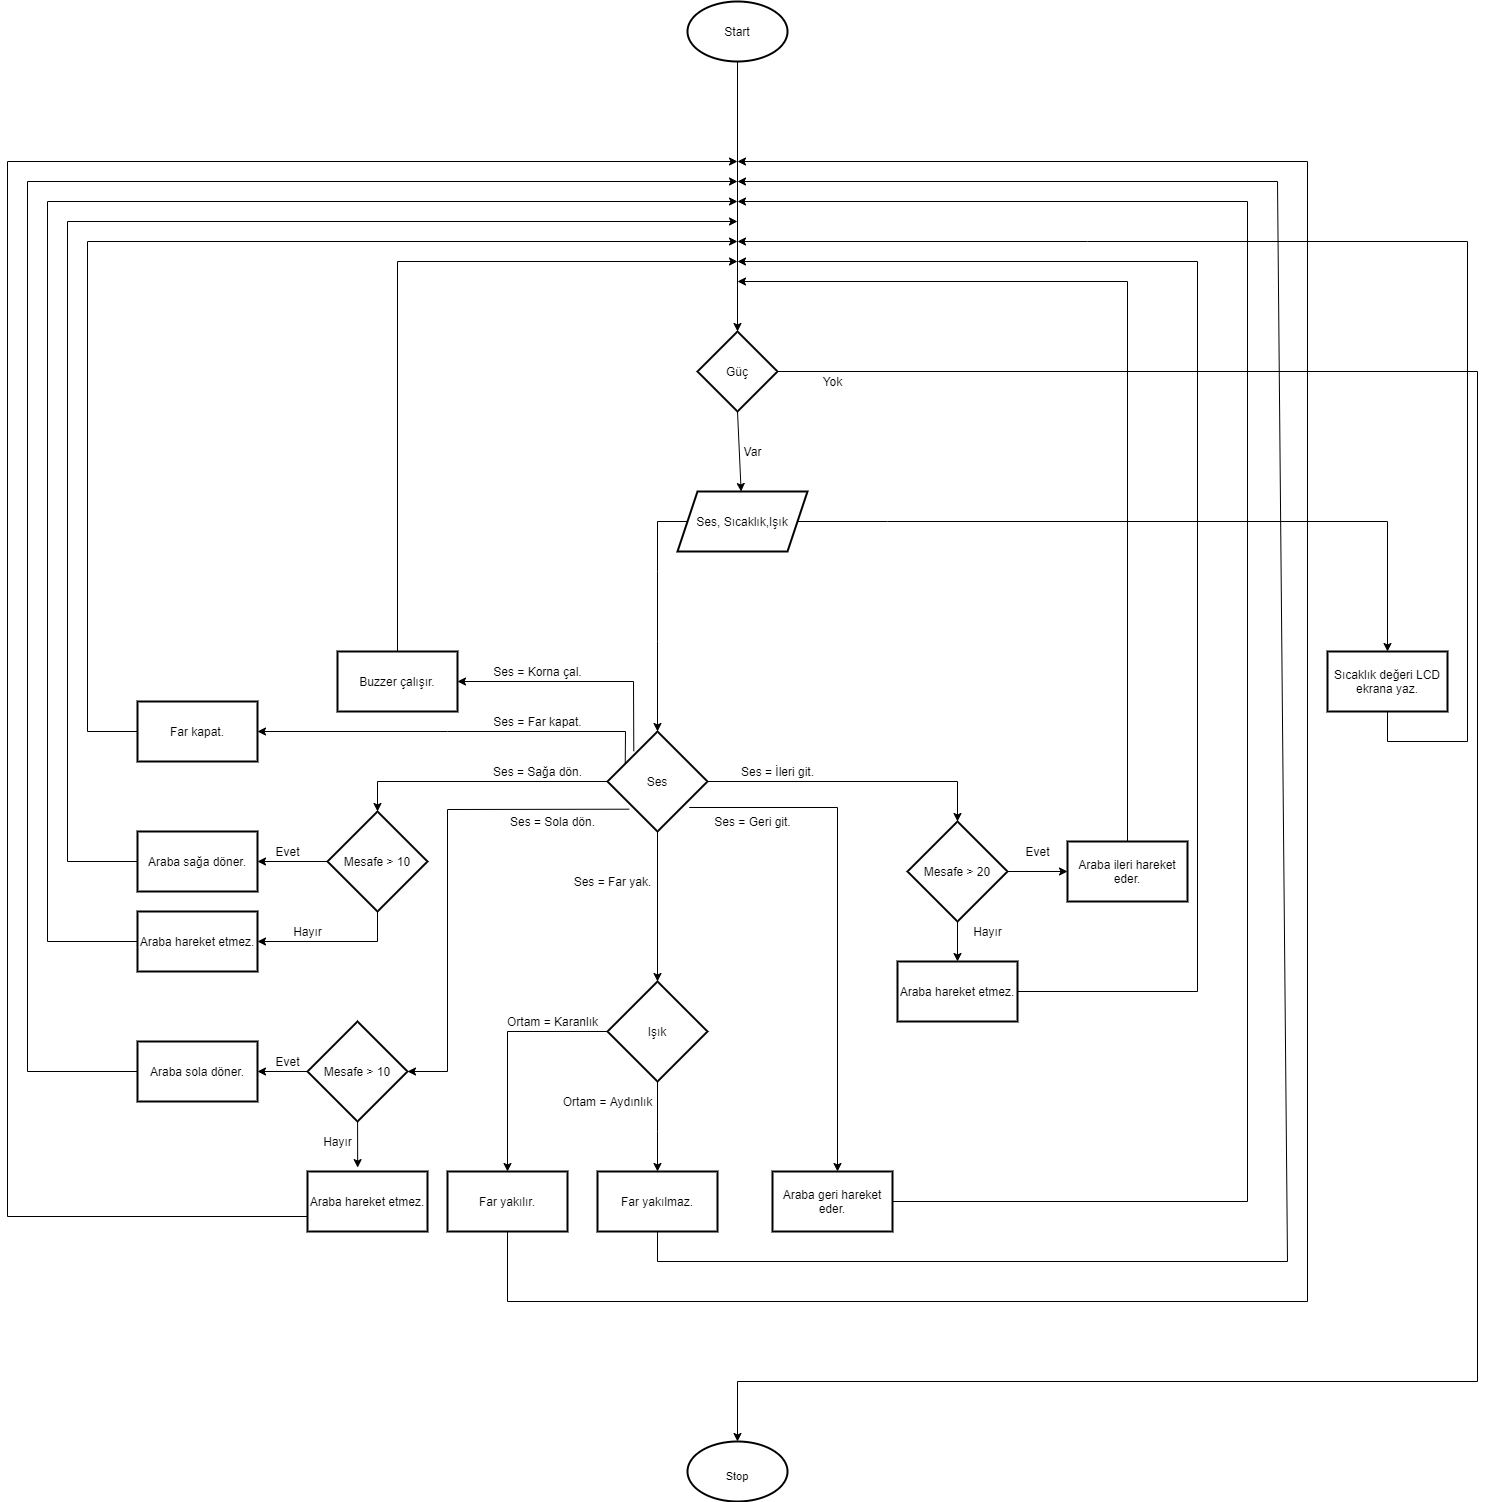 Start
Güç
Yok
Var
Ses, Sıcaklık,Işık
Buzzer çalışır.
Ses = Korna çal.
Sıcaklık değeri LCD
ekrana yaz.
Far kapat.
Ses = Far kapat.
Ses = Sağa dön.
Ses
Ses = İleri git.
Ses = Sola dön.
Ses = Geri git.
Araba sağa döner.
Evet
Mesafe > 10
Ses = Far yak.
Mesafe > 20
Evet
Araba ileri hareket
eder.
Araba hareket etmez.
Hayır
Hayır
Araba hareket etmez.
Ortam = Karanlık
Işık
Araba sola döner.
Evet
Mesafe > 10
Ortam = Aydınlık
Hayır
Araba hareket etmez.
Far yakılır.
Far yakılmaz.
Araba geri hareket
eder.
Stop